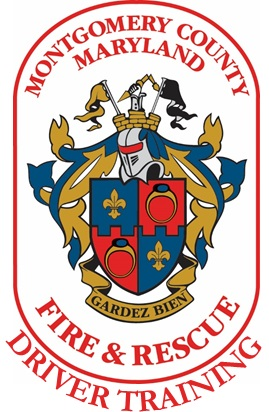 MONTGOMERY COUNTY
MARYLAND
GARDEZ BIEN
FIRE & RESCUE
DRIVER TRAINING